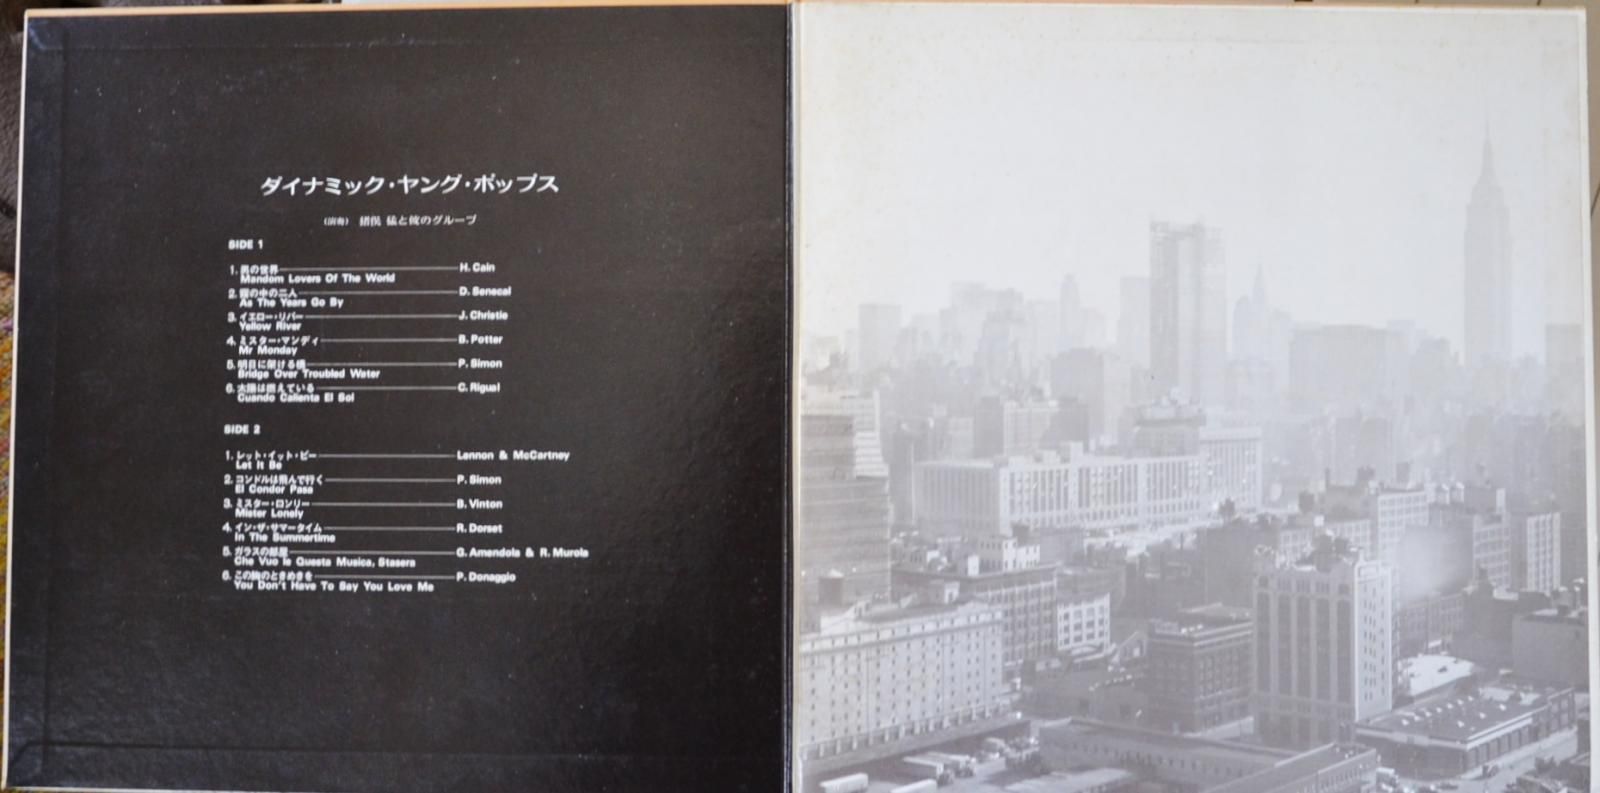 ダイナミック・ヤング・ポップス
(演奏) 猪俣 猛と彼のグループ
SIDE 1
1. 男の世界 H. Cain
Mandom Lovers Of The World
2. 霧の中の二人 D. Senecal
As The Years Go By
3. イエロー・リバー J. Christie
Yellow River
4. ミスター・マンディ B. Potter
Mr Monday
5. 明日に架ける橋 P. Simon
Bridge Over Troubled Water
6. 太陽は燃えている C. Rigual
Cuando Calienta El Sol
SIDE 2
1. レット・イット・ビー Lennon & McCartney
Let It Be
2. コンドルは飛んで行く P. Simon
El Condor Pasa
3. ミスター・ロンリー B. Vinton
Mister Lonely
4. イン・ザ・サマータイム R. Dorset
In The Summertime
5. ガラスの部屋 G. Amendola & R. Murola
Che Vuo le Questa Musica, Stasera
6. この胸のときめきを P. Donaggio
You Don't Have To Say You Love Me